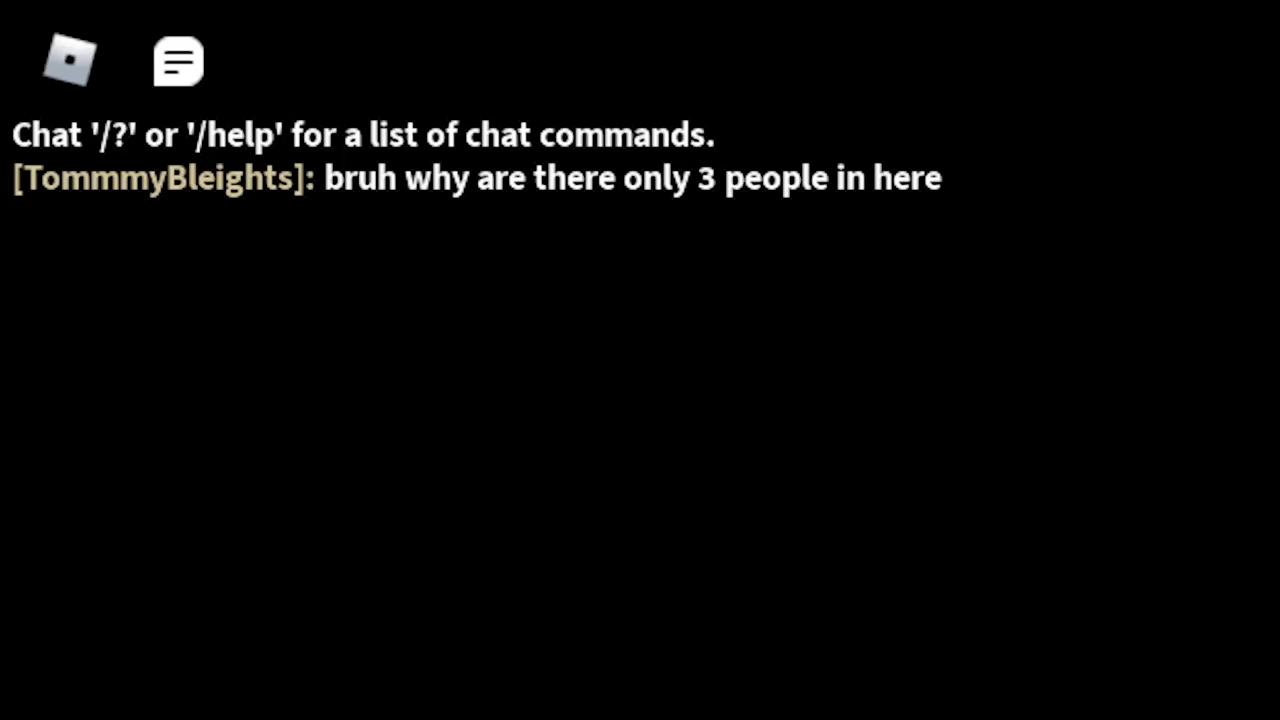 Chat '/?' or '/help' for a list of chat commands.
[TommmyBleights]: bruh why are there only 3 people in here